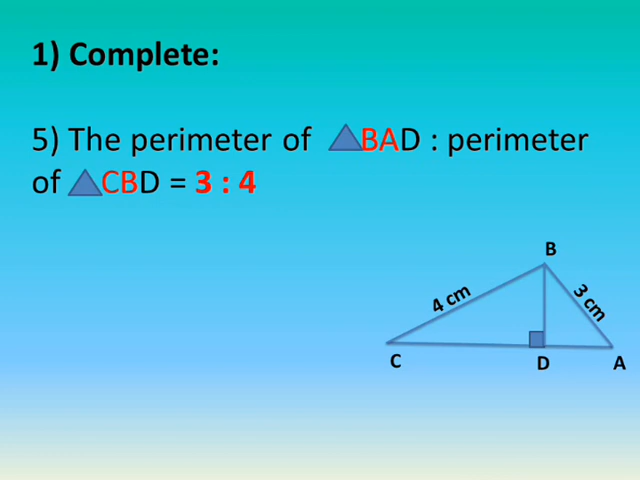 1) Complete:
5) The perimeter of BAD : perimeter
of CBD = 3 : 4
B
4 cm
3 cm
C
D
A